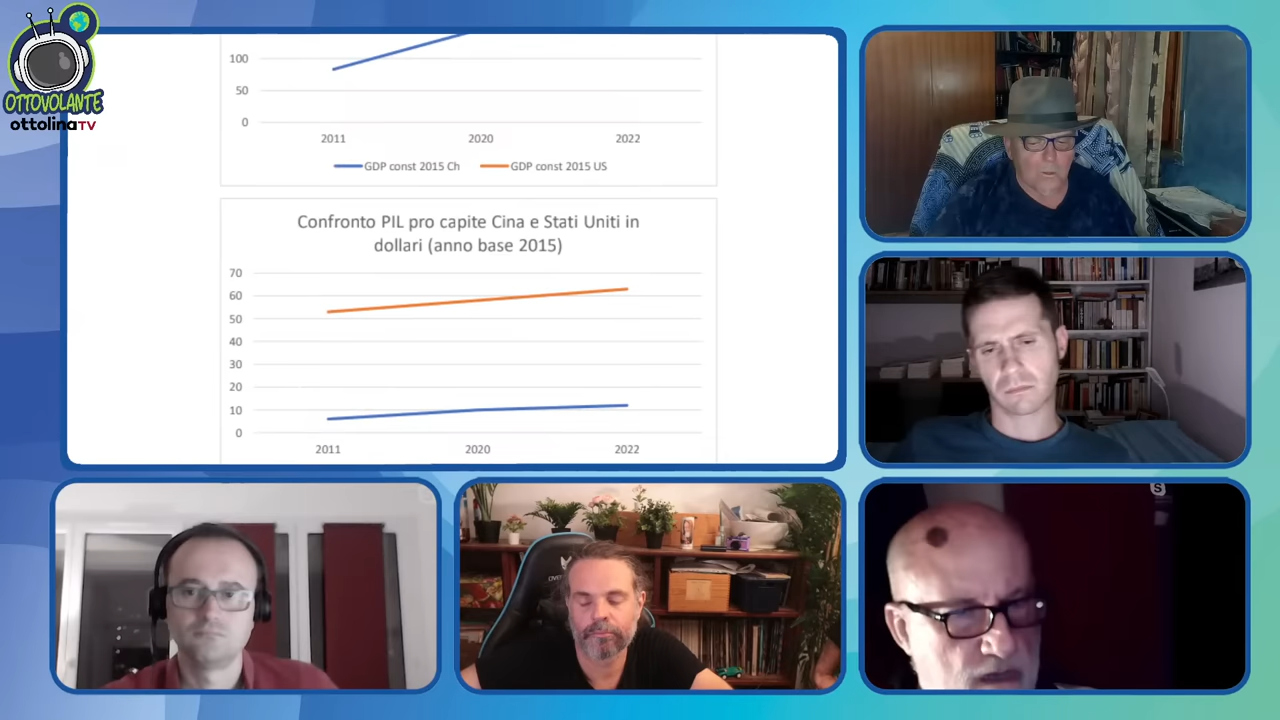 OTTOVOLANTE
ottolinaTV
100
50
0
2011 2020 2022
GDP const 2015 Ch GDP const 2015 US
Confronto PIL pro capite Cina e Stati Uniti in
dollari (anno base 2015)
70
60
50
40
30
20
10
0
2011 2020 2022
S